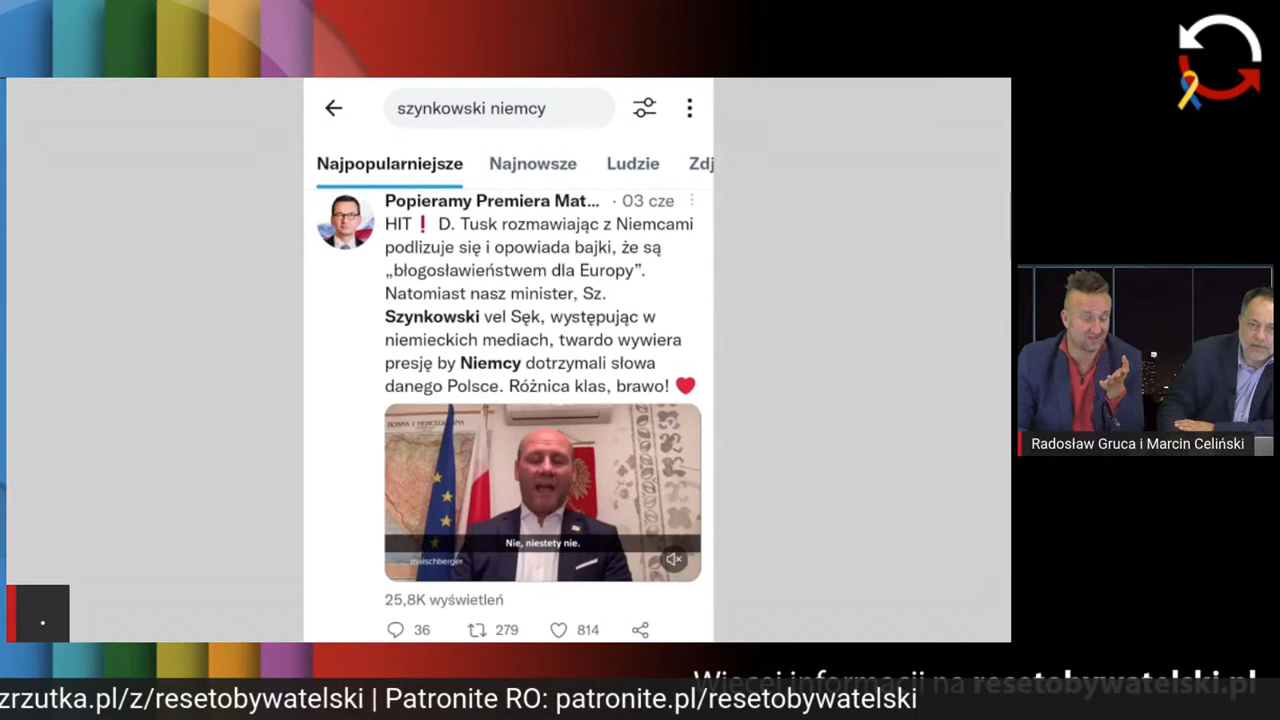 szynkowski niemcy
Najpopularniejsze Najnowsze Ludzie Zdj
Popieramy Premiera Mat... · 03 cze
HIT❗ D. Tusk rozmawiając z Niemcami
podlizuje się i opowiada bajki, że są
„błogosławieństwem dla Europy”.
Natomiast nasz minister, Sz.
Szynkowski vel Sęk, występując w
niemieckich mediach, twardo wywiera
presję by Niemcy dotrzymali słowa
danego Polsce. Różnica klas, brawo! ❤️
BOSNA I HERCEGOVINA
Nie, niestety nie.
maischberger
25,8K wyświetleń
36 279 814
Radosław Gruca i Marcin Celiński
.
Więcej informacji na resetobywatelski.pl
zrzutka.pl/z/resetobywatelski | Patronite RO: patronite.pl/resetobywatelski